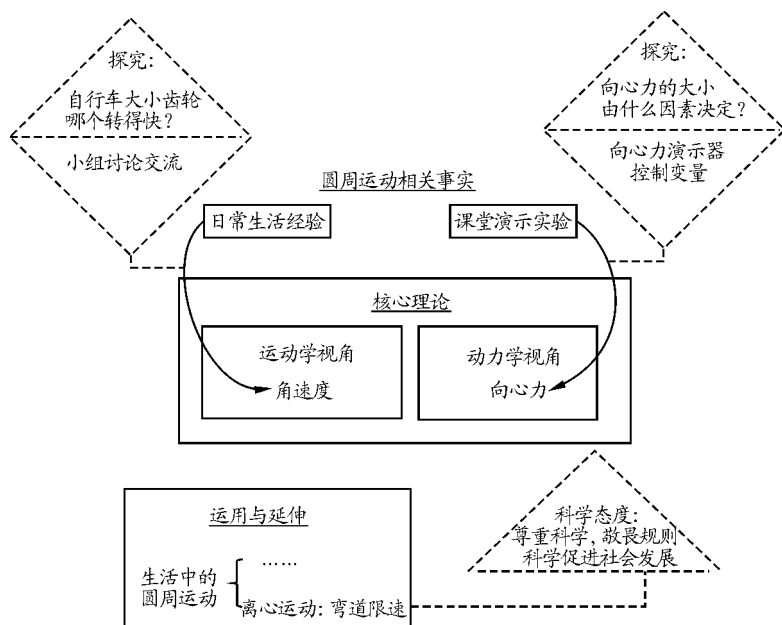 探究：
自行车大小齿轮
哪个转得快？
小组讨论交流
探究：
向心力的大小
由什么因素决定？
向心力演示器
控制变量
圆周运动相关事实
日常生活经验
课堂演示实验
核心理论
运动学视角
角速度
动力学视角
向心力
运用与延伸
……
生活中的
圆周运动
离心运动：弯道限速
科学态度：
尊重科学，敬畏规则
科学促进社会发展